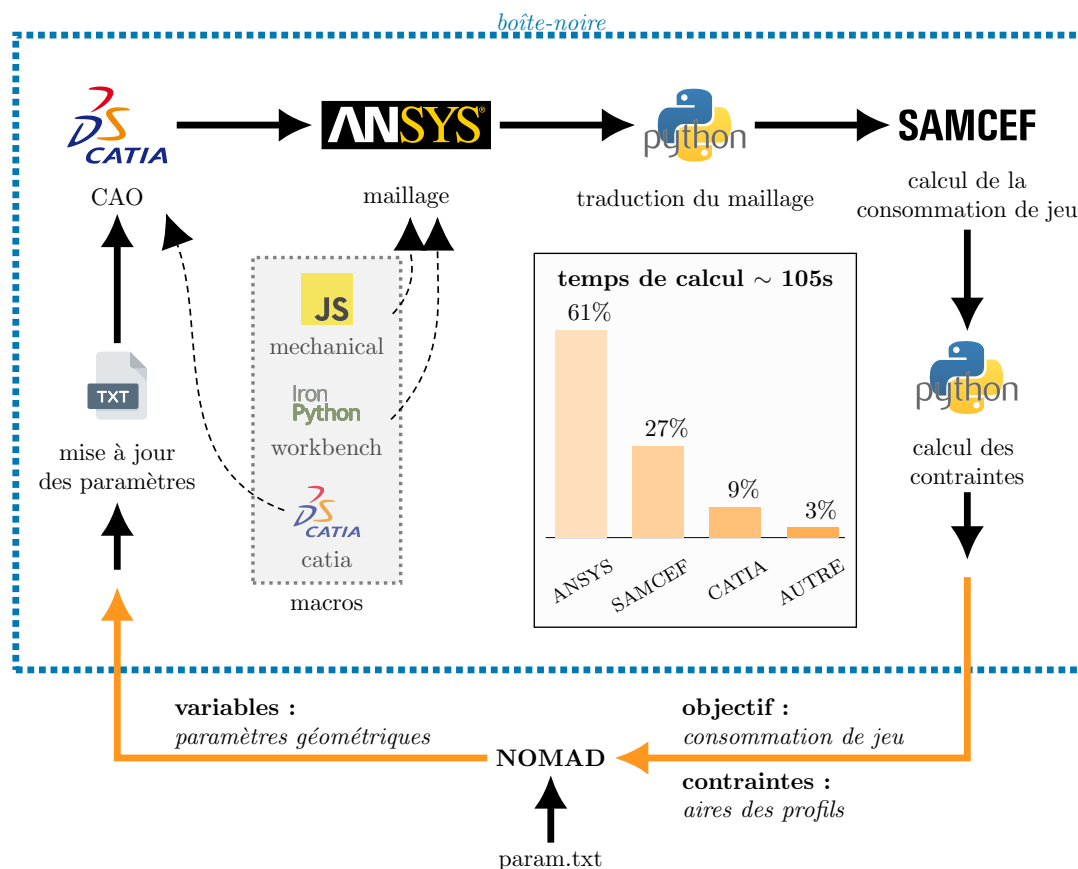 boîte-noire
CATIA
ANSYS
python
SAMCEF
CAO
maillage
traduction du maillage
calcul de la
consommation de jeu
TXT
mise à jour
des paramètres
JS
mechanical
Iron
Python
workbench
CATIA
catia
macros
temps de calcul ~ 105s
61%
27%
9%
3%
ANSYS
SAMCEF
CATIA
AUTRE
python
calcul des
contraintes
variables :
paramètres géométriques
NOMAD
objectif :
consommation de jeu
contraintes :
aires des profils
param.txt